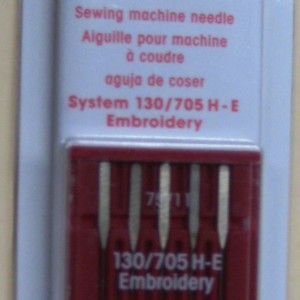 Sewing machine needle
Aiguille pour machine
à coudre
aguja de coser
System 130/705 H-E
Embroidery
75/11
130/705 H-E
Embroidery